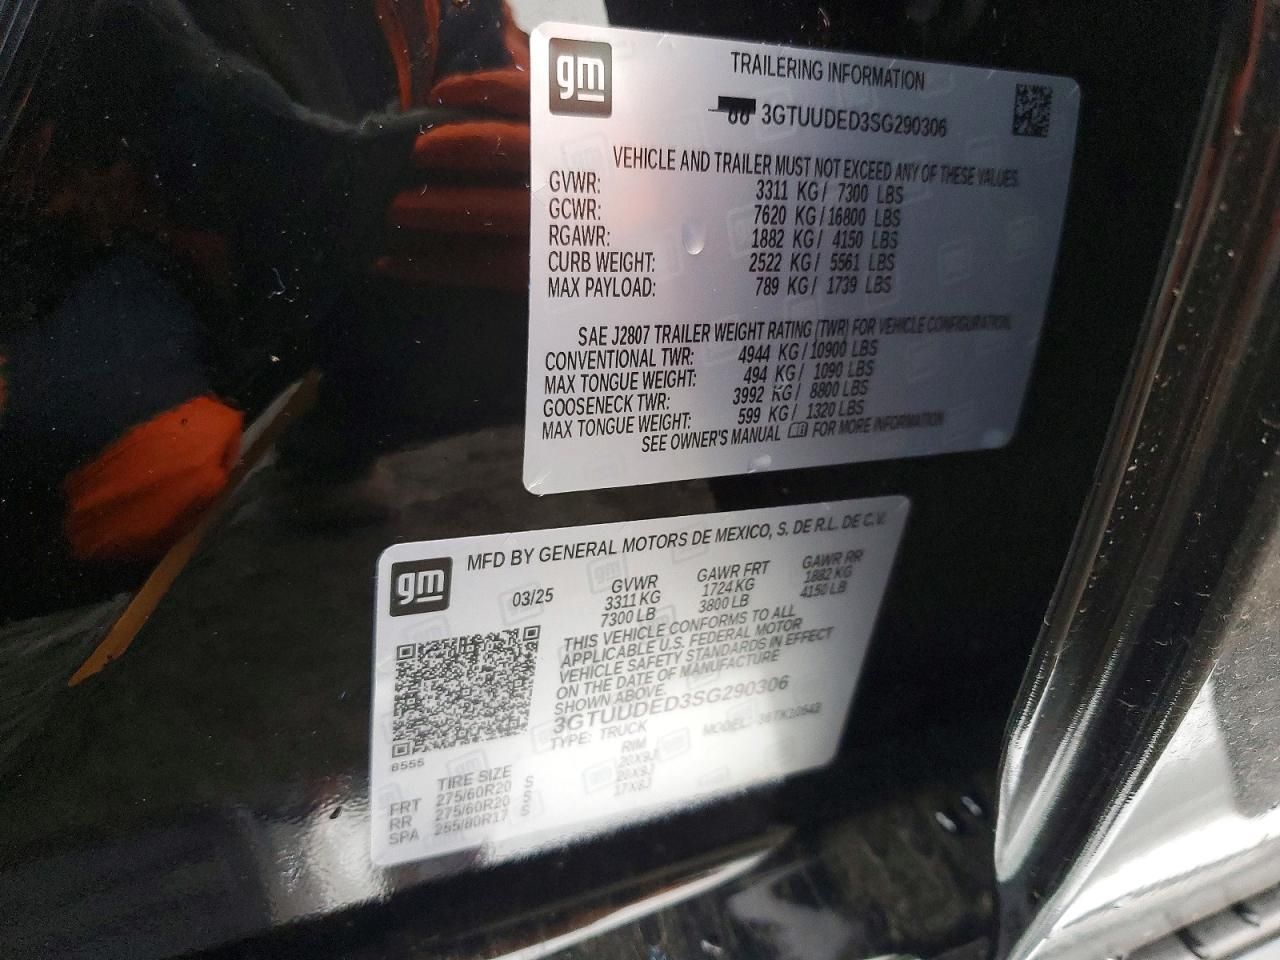 gm
TRAILERING INFORMATION
3GTUUDED3SG290306
VEHICLE AND TRAILER MUST NOT EXCEED ANY OF THESE VALUES
GVWR: 3311 KG / 7300 LBS
GCWR: 7620 KG / 16800 LBS
RGAWR: 1882 KG / 4150 LBS
CURB WEIGHT: 2522 KG / 5561 LBS
MAX PAYLOAD: 789 KG / 1739 LBS
SAE J2807 TRAILER WEIGHT RATING (TWR) FOR VEHICLE CONFIGURATION
CONVENTIONAL TWR: 4944 KG / 10900 LBS
MAX TONGUE WEIGHT: 494 KG / 1090 LBS
GOOSENECK TWR: 3992 KG / 8800 LBS
MAX TONGUE WEIGHT: 599 KG / 1320 LBS
SEE OWNER'S MANUAL FOR MORE INFORMATION
gm
MFD BY GENERAL MOTORS DE MEXICO, S. DE R.L. DE C.V.
03/25
GVWR GAWR FRT GAWR RR
3311 KG 1724 KG 1882 KG
7300 LB 3800 LB 4150 LB
THIS VEHICLE CONFORMS TO ALL
APPLICABLE U.S. FEDERAL MOTOR
VEHICLE SAFETY STANDARDS IN EFFECT
ON THE DATE OF MANUFACTURE
SHOWN ABOVE.
3GTUUDED3SG290306
TYPE: TRUCK MODEL:
8555
TIRE SIZE RIM
FRT 275/60R20 S 20X9J
RR 275/60R20 S 20X9J
SPA 255/80R17 S